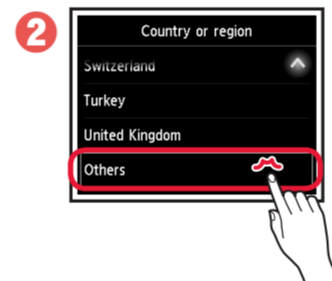 2
Country or region
Switzerland
Turkey
United Kingdom
Others